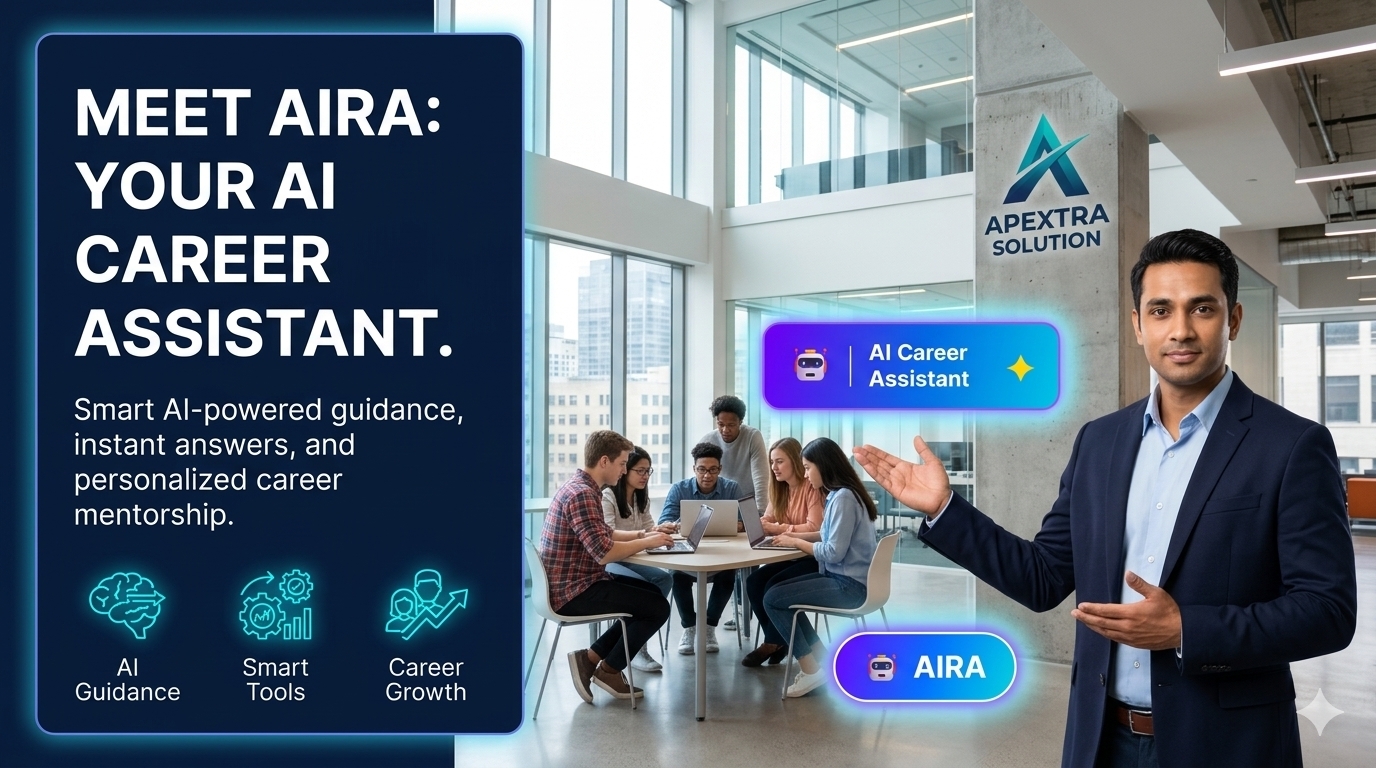 MEET AIRA:
YOUR AI
CAREER
ASSISTANT.
Smart AI-powered guidance,
instant answers, and
personalized career
mentorship.
AI
Guidance
Smart
Tools
Career
Growth
APEXTRA
SOLUTION
AI Career
Assistant
AIRA